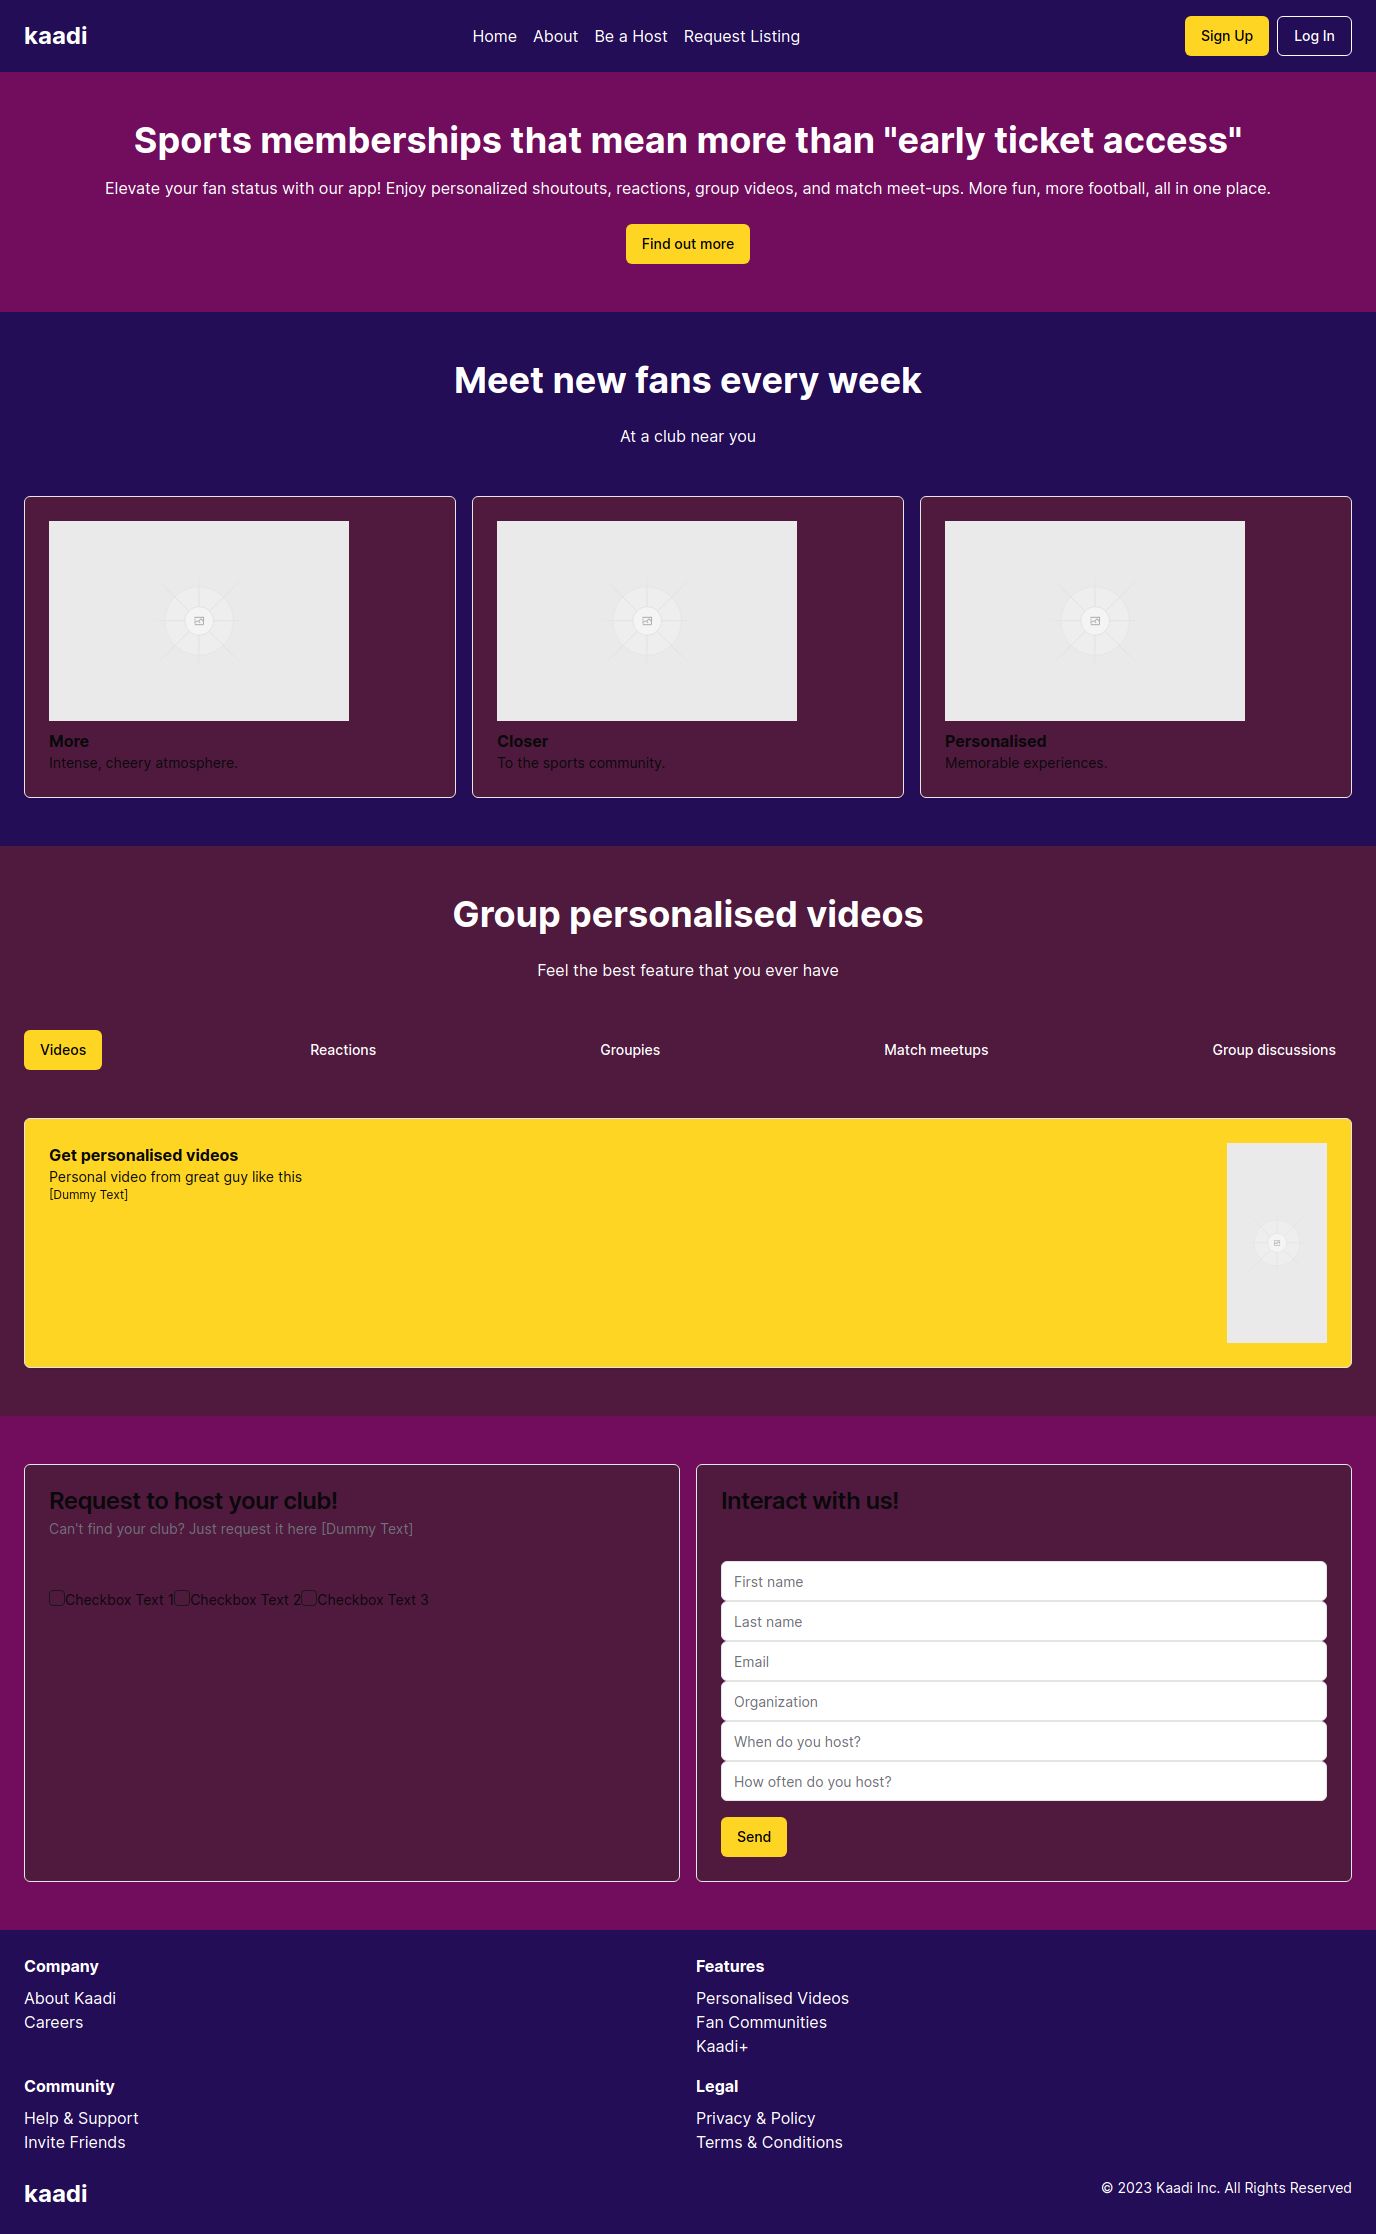 kaadi
Home About Be a Host Request Listing
Sign Up Log In
Sports memberships that mean more than "early ticket access"
Elevate your fan status with our app! Enjoy personalized shoutouts, reactions, group videos, and match meet-ups. More fun, more football, all in one place.
Find out more
Meet new fans every week
At a club near you
More
Intense, cheery atmosphere.
Closer
To the sports community.
Personalised
Memorable experiences.
Group personalised videos
Feel the best feature that you ever have
Videos Reactions Groupies Match meetups Group discussions
Get personalised videos
Personal video from great guy like this
[Dummy Text]
Request to host your club!
Can't find your club? Just request it here [Dummy Text]
Checkbox Text 1 Checkbox Text 2 Checkbox Text 3
Interact with us!
First name
Last name
Email
Organization
When do you host?
How often do you host?
Send
Company
About Kaadi
Careers
Features
Personalised Videos
Fan Communities
Kaadi+
Community
Help & Support
Invite Friends
Legal
Privacy & Policy
Terms & Conditions
kaadi
© 2023 Kaadi Inc. All Rights Reserved